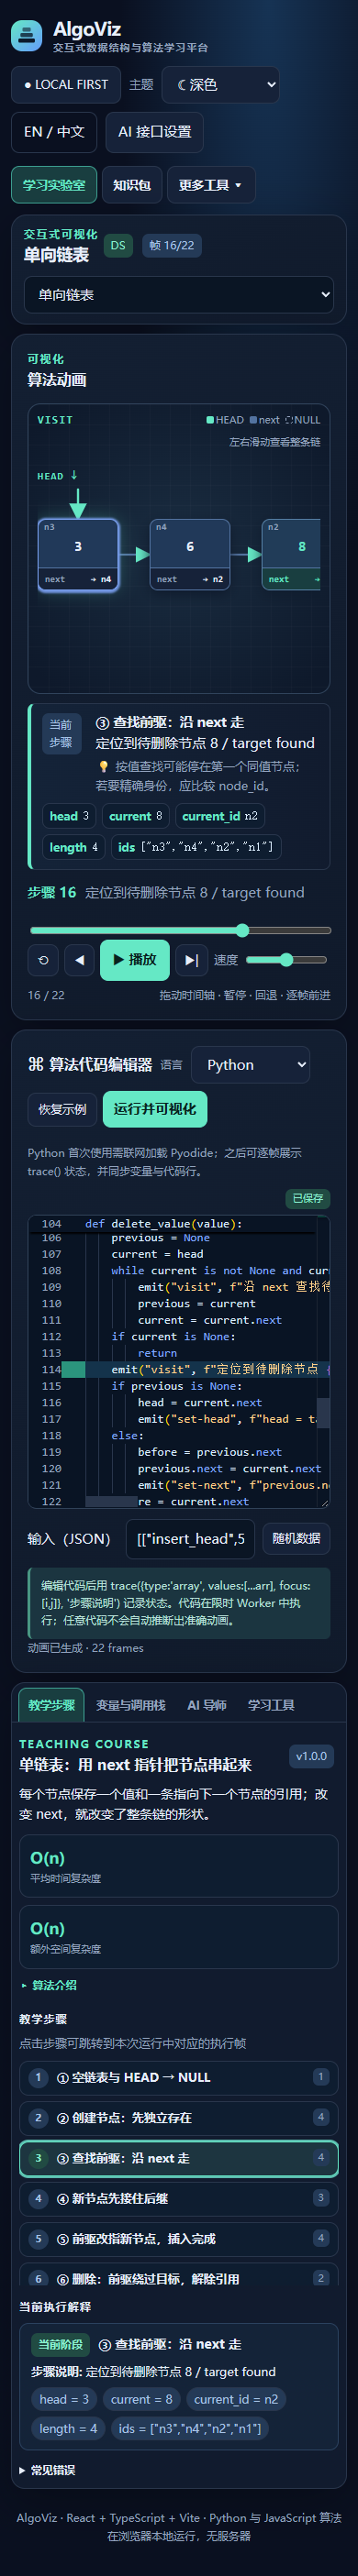 AlgoViz
交互式数据结构与算法学习平台
● LOCAL FIRST 主题 ☾ 深色
EN / 中文 AI 接口设置
学习实验室 知识包 更多工具 ▾
交互式可视化
单向链表 DS 帧 16/22
单向链表
可视化
算法动画
VISIT HEAD next NULL
左右滑动查看整条链
HEAD ↓
n3 n4 n2
3 6 8
next → n4 next → n2 next →
当前步骤
③ 查找前驱：沿 next 走
定位到待删除节点 8 / target found
💡 按值查找可能停在第一个同值节点；
若要精确身份，应比较 node_id。
head 3 current 8 current_id n2
length 4 ids ["n3","n4","n2","n1"]
步骤 16 定位到待删除节点 8 / target found
⟲ ◀ ▶ 播放 ▶| 速度
16 / 22 拖动时间轴 · 暂停 · 回退 · 逐帧前进
⌘ 算法代码编辑器 语言 Python
恢复示例 运行并可视化
Python 首次使用需联网加载 Pyodide；之后可逐帧展示
trace() 状态，并同步变量与代码行。
已保存
104 def delete_value(value):
106 previous = None
107 current = head
108 while current is not None and cur
109 emit("visit", f"沿 next 查找待
110 previous = current
111 current = current.next
112 if current is None:
113 return
114 emit("visit", f"定位到待删除节点 {
115 if previous is None:
116 head = current.next
117 emit("set-head", f"head = ta
118 else:
119 before = previous.next
120 previous.next = current.next
121 emit("set-next", f"previous.ne
122 re = current.next
输入（JSON） [["insert_head",5 随机数据
编辑代码后用 trace({type:'array', values:[...arr], focus:
[i,j]}, '步骤说明') 记录状态。代码在限时 Worker 中执
行；任意代码不会自动推断出准确动画。
动画已生成 · 22 frames
教学步骤 变量与调用栈 AI 导师 学习工具
TEACHING COURSE
单链表：用 next 指针把节点串起来 v1.0.0
每个节点保存一个值和一条指向下一个节点的引用；改
变 next，就改变了整条链的形状。
O(n)
平均时间复杂度
O(n)
额外空间复杂度
▸ 算法介绍
教学步骤
点击步骤可跳转到本次运行中对应的执行帧
1 ① 空链表与 HEAD → NULL 1
2 ② 创建节点：先独立存在 4
3 ③ 查找前驱：沿 next 走 4
4 ④ 新节点先接住后继 3
5 ⑤ 前驱改指新节点，插入完成 4
6 ⑥ 删除：前驱绕过目标，解除引用 2
当前执行解释
当前阶段 ③ 查找前驱：沿 next 走
步骤说明: 定位到待删除节点 8 / target found
head = 3 current = 8 current_id = n2
length = 4 ids = ["n3","n4","n2","n1"]
▸ 常见错误
AlgoViz · React + TypeScript + Vite · Python 与 JavaScript 算法
在浏览器本地运行，无服务器